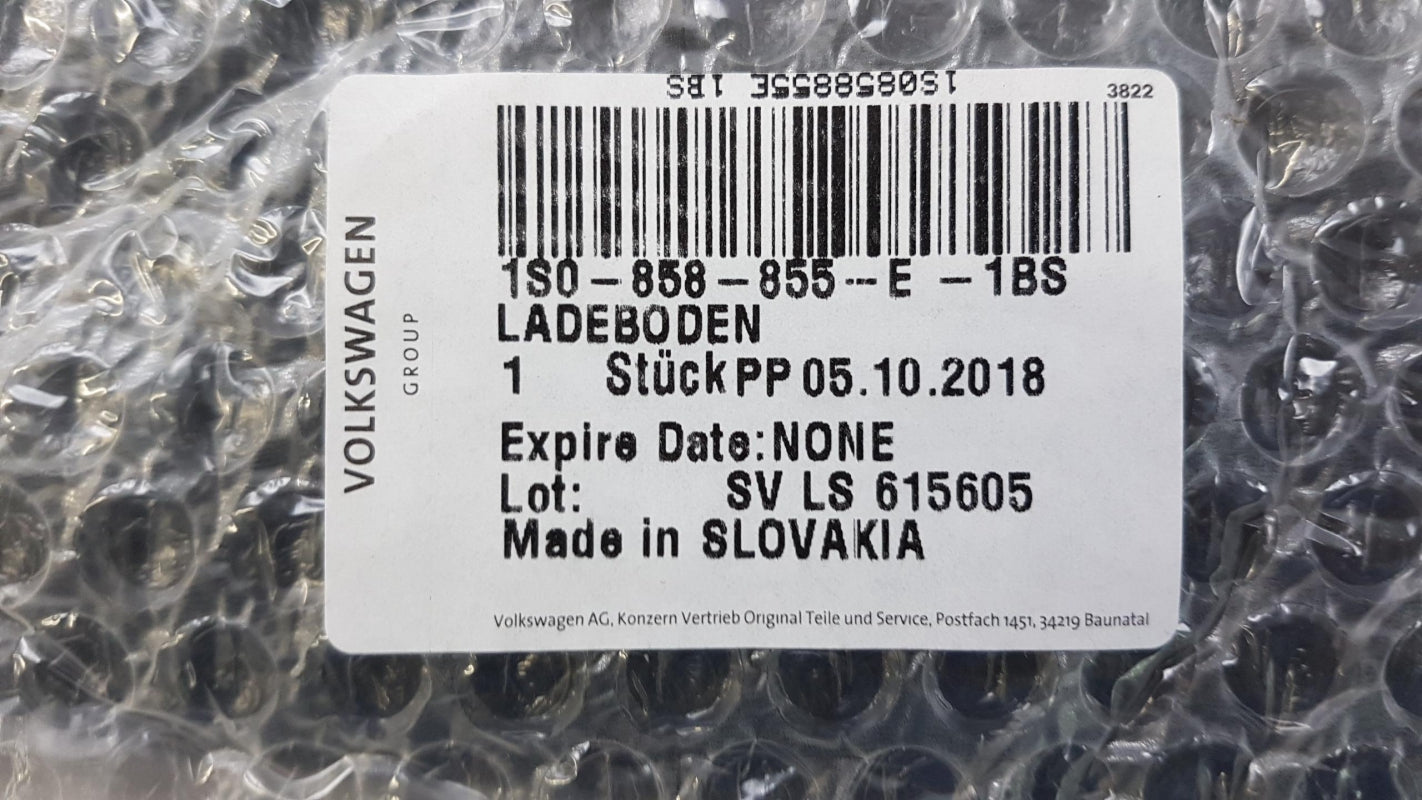 1S0858855E 1BS
3822
VOLKSWAGEN
GROUP
1S0-858-855--E -1BS
LADEBODEN
1 Stück PP 05.10.2018
Expire Date:NONE
Lot: SV LS 615605
Made in SLOVAKIA
Volkswagen AG, Konzern Vertrieb Original Teile und Service, Postfach 1451, 34219 Baunatal